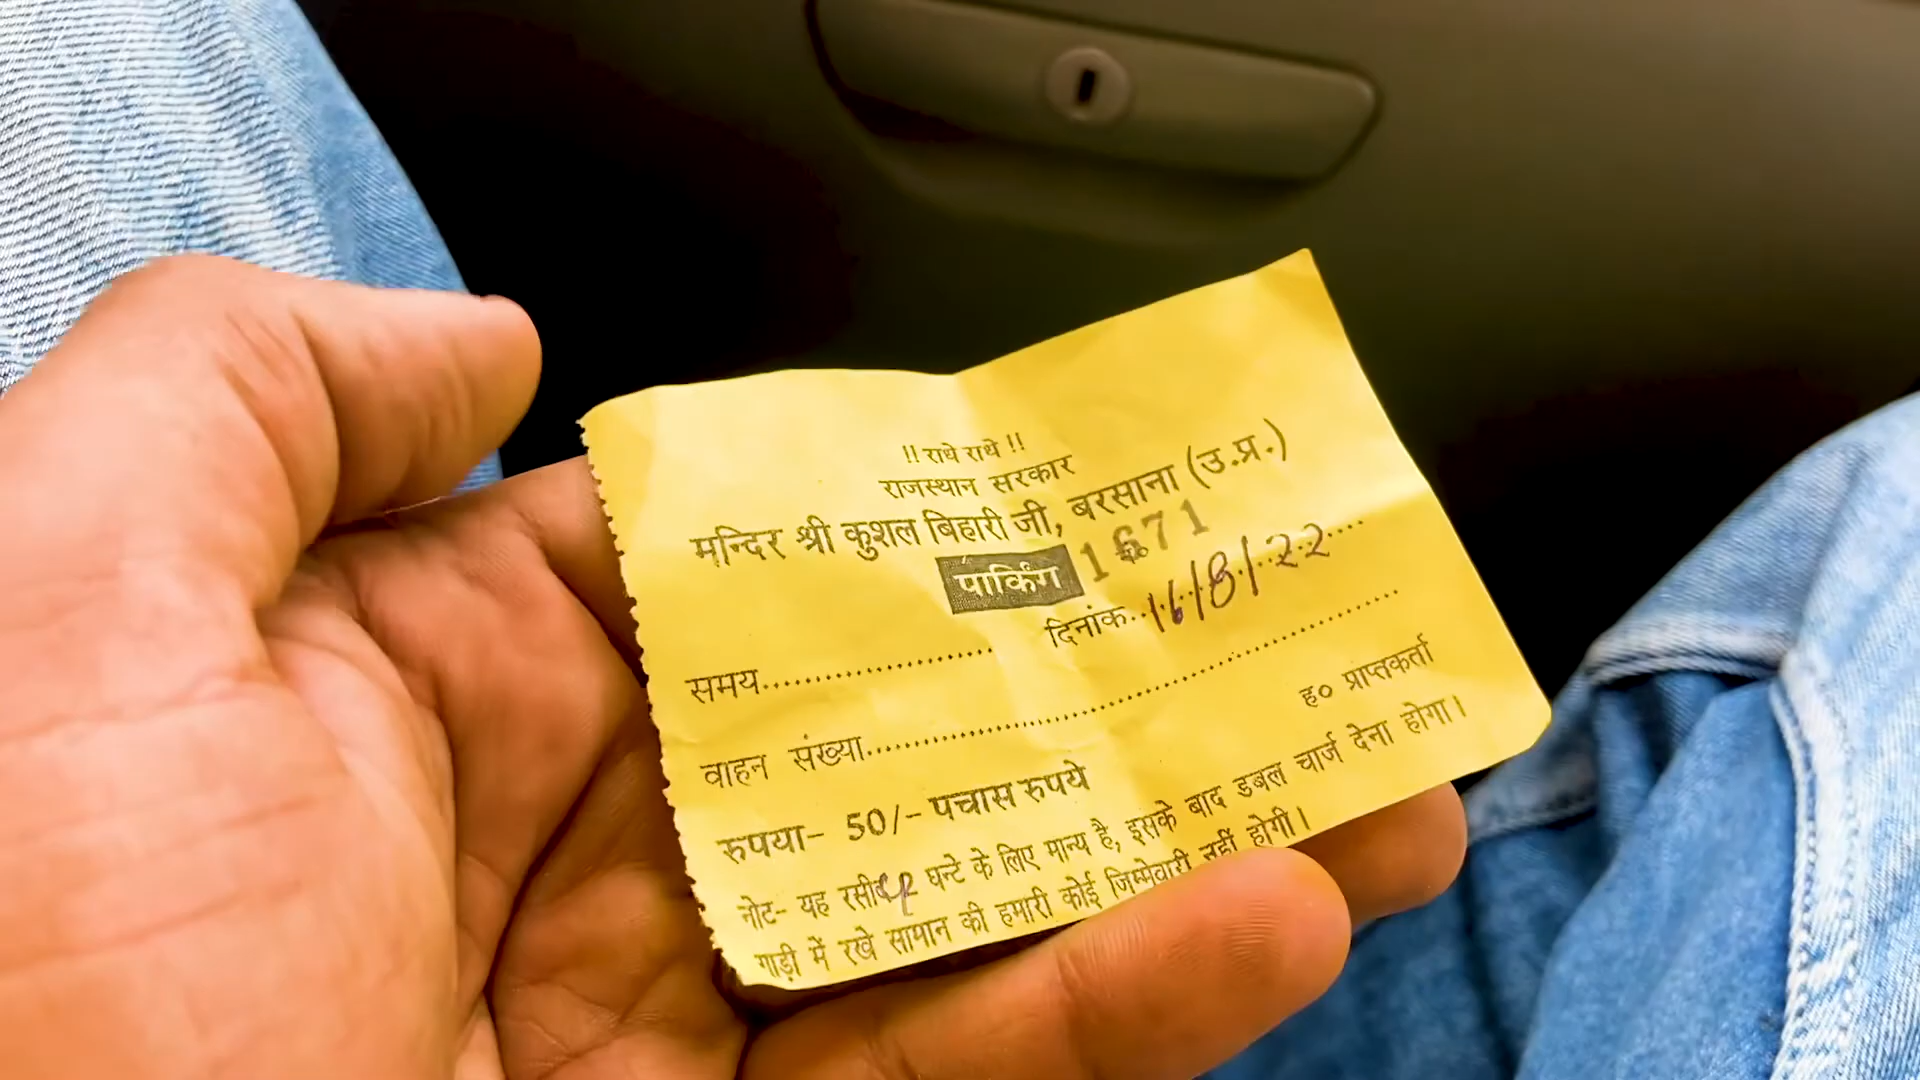 !! राधे राधे !!
राजस्थान सरकार
मन्दिर श्री कुशल बिहारी जी, बरसाना (उ.प्र.)
पार्किंग 1671
दिनांक..16/8/22....
समय..............................
वाहन संख्या......................................................
ह० प्राप्तकर्ता
रुपया- 50/- पचास रुपये
नोट- यह रसीद घन्टे के लिए मान्य है, इसके बाद डबल चार्ज देना होगा।
गाड़ी में रखे सामान की हमारी कोई जिम्मेवारी नहीं होगी।